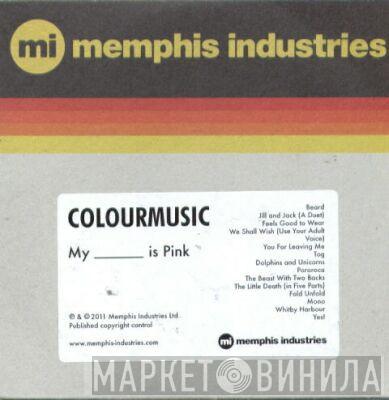 mi memphis industries
COLOURMUSIC
My ______ is Pink
Beard
Jill and Jack (A Duet)
Feels Good to Wear
We Shall Wish (Use Your Adult
Voice)
You For Leaving Me
Tog
Dolphins and Unicorns
Pororoca
The Beast With Two Backs
The Little Death (in Five Parts)
Fold Unfold
Mono
Whitby Harbour
Yes!
℗ & © 2011 Memphis Industries Ltd.
Published copyright control
www.memphis-industries.com
mi memphis industries
МАРКЕТ ВИНИЛА